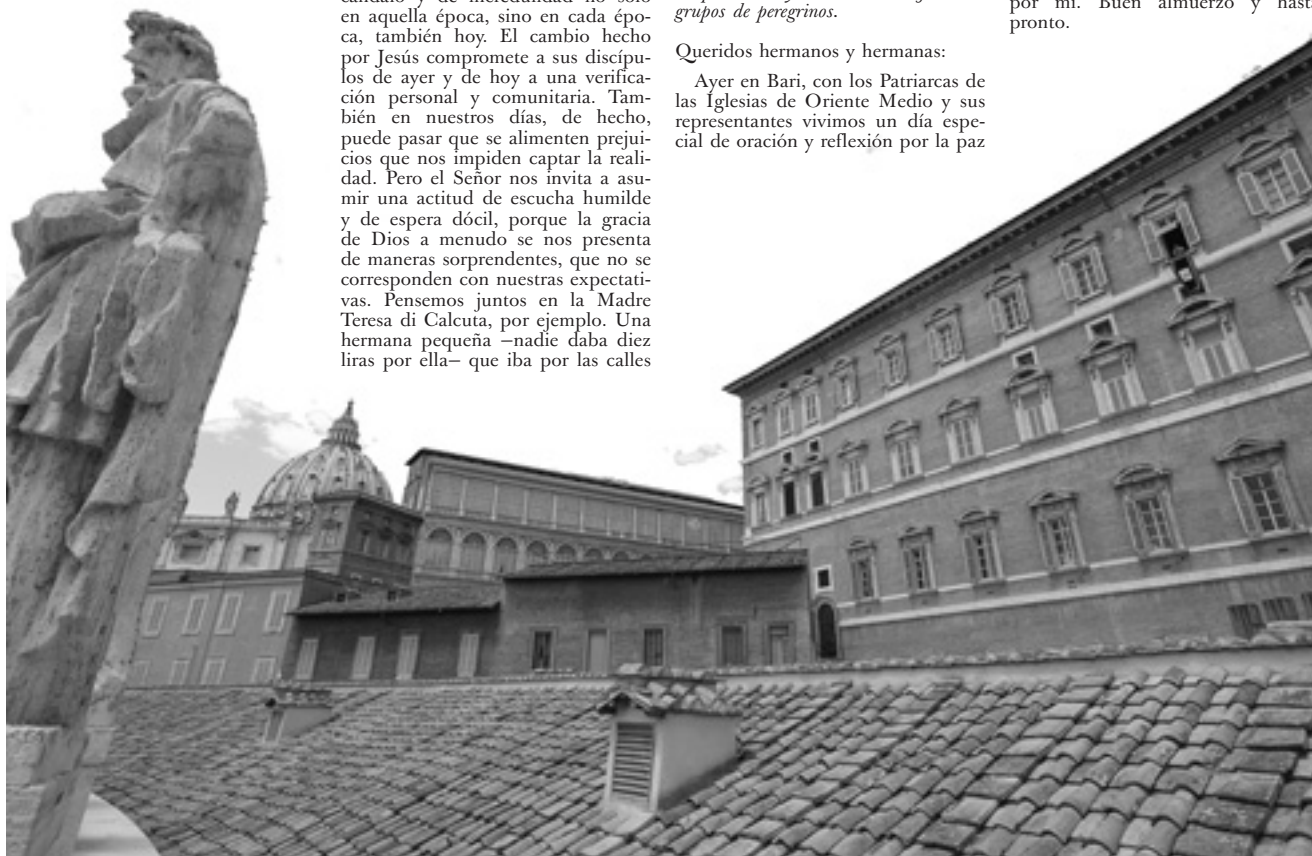 en aquella época, sino en cada épo-
ca, también hoy. El cambio hecho
por Jesús compromete a sus discípu-
los de ayer y de hoy a una verifica-
ción personal y comunitaria. Tam-
bién en nuestros días, de hecho,
puede pasar que se alimenten prejui-
cios que nos impiden captar la reali-
dad. Pero el Señor nos invita a asu-
mir una actitud de escucha humilde
y de espera dócil, porque la gracia
de Dios a menudo se nos presenta
de maneras sorprendentes, que no se
corresponden con nuestras expectati-
vas. Pensemos juntos en la Madre
Teresa di Calcuta, por ejemplo. Una
hermana pequeña –nadie daba diez
liras por ella– que iba por las calles
grupos de peregrinos.
Queridos hermanos y hermanas:
Ayer en Bari, con los Patriarcas de
las Iglesias de Oriente Medio y sus
representantes vivimos un día espe-
cial de oración y reflexión por la paz
por mí. Buen almuerzo y hasta
pronto.